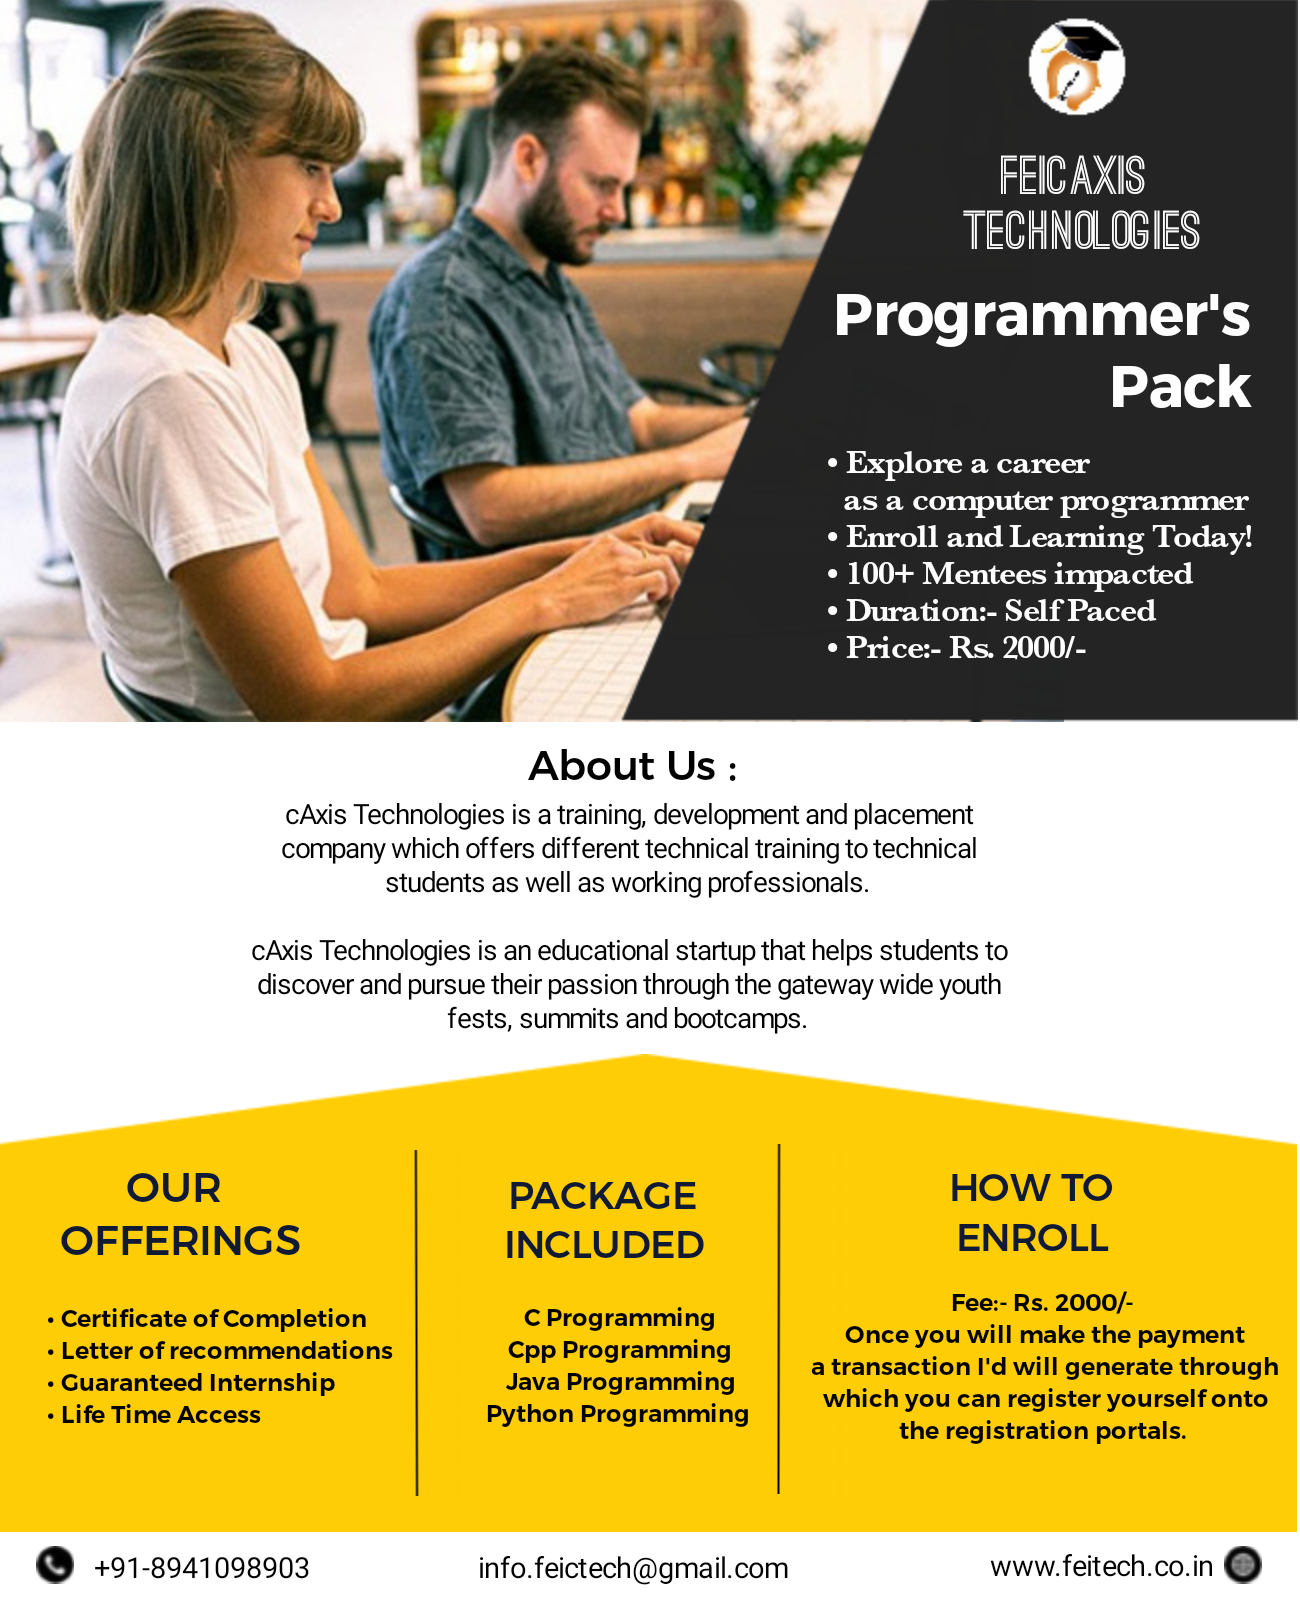 FEIC AXIS
TECHNOLOGIES
Programmer's
Pack
• Explore a career
as a computer programmer
• Enroll and Learning Today!
• 100+ Mentees impacted
• Duration:- Self Paced
• Price:- Rs. 2000/-
About Us :
cAxis Technologies is a training, development and placement
company which offers different technical training to technical
students as well as working professionals.
cAxis Technologies is an educational startup that helps students to
discover and pursue their passion through the gateway wide youth
fests, summits and bootcamps.
OUR
OFFERINGS
• Certificate of Completion
• Letter of recommendations
• Guaranteed Internship
• Life Time Access
PACKAGE
INCLUDED
C Programming
Cpp Programming
Java Programming
Python Programming
HOW TO
ENROLL
Fee:- Rs. 2000/-
Once you will make the payment
a transaction I'd will generate through
which you can register yourself onto
the registration portals.
+91-8941098903
info.feictech@gmail.com
www.feitech.co.in